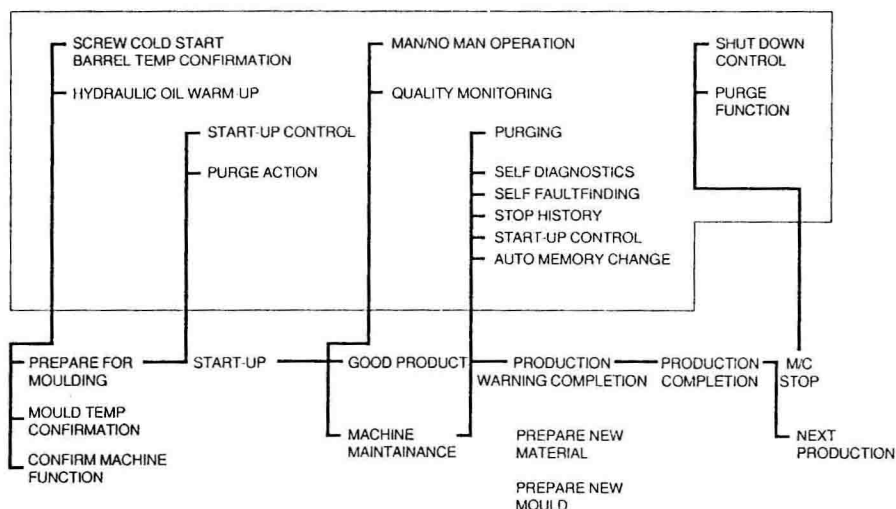 SCREW COLD START
BARREL TEMP CONFIRMATION
HYDRAULIC OIL WARM-UP
START-UP CONTROL
PURGE ACTION
MAN/NO MAN OPERATION
QUALITY MONITORING
PURGING
SELF DIAGNOSTICS
SELF FAULTFINDING
STOP HISTORY
START-UP CONTROL
AUTO MEMORY CHANGE
SHUT DOWN
CONTROL
PURGE
FUNCTION
PREPARE FOR
MOULDING
START-UP
GOOD PRODUCT
PRODUCTION
WARNING COMPLETION
PRODUCTION
COMPLETION
M/C
STOP
MOULD TEMP
CONFIRMATION
CONFIRM MACHINE
FUNCTION
MACHINE
MAINTAINANCE
PREPARE NEW
MATERIAL
PREPARE NEW
MOULD
NEXT
PRODUCTION